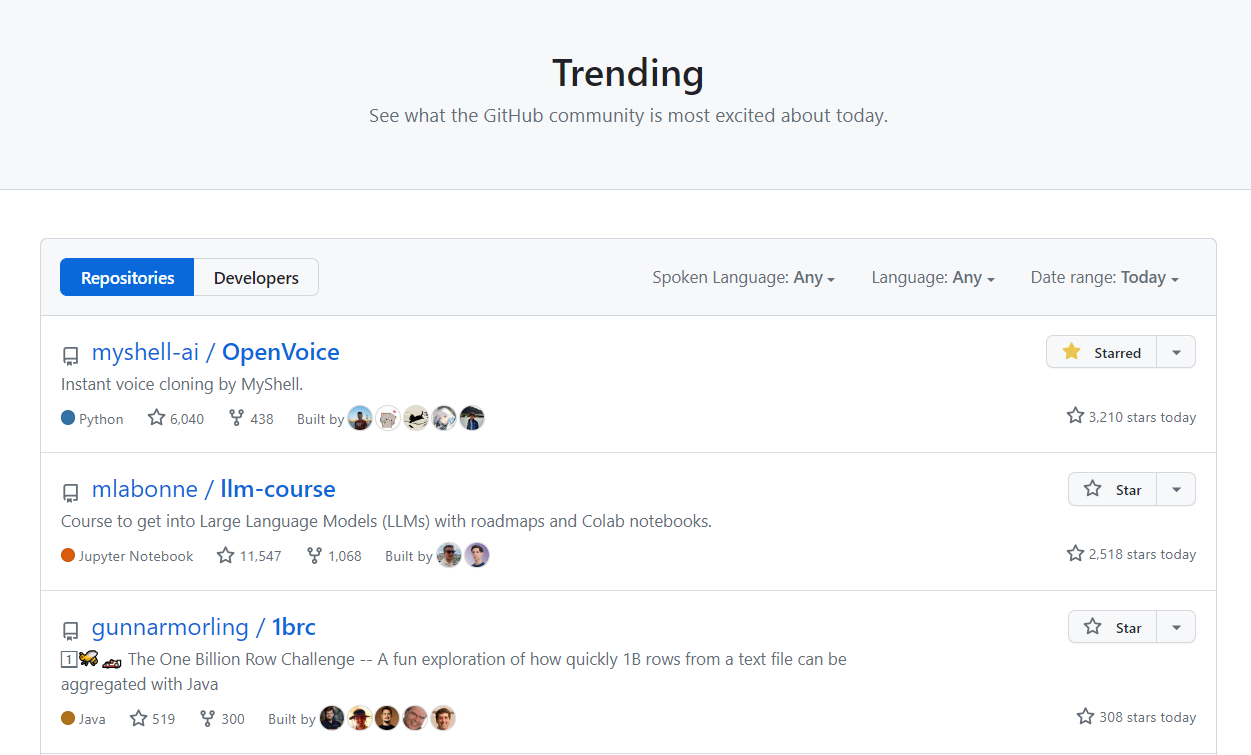 Trending
See what the GitHub community is most excited about today.
Repositories Developers Spoken Language: Any Language: Any Date range: Today
myshell-ai / OpenVoice Starred
Instant voice cloning by MyShell.
Python 6,040 438 Built by 3,210 stars today
mlabonne / llm-course Star
Course to get into Large Language Models (LLMs) with roadmaps and Colab notebooks.
Jupyter Notebook 11,547 1,068 Built by 2,518 stars today
gunnarmorling / 1brc Star
1️⃣🐝🏎️ The One Billion Row Challenge -- A fun exploration of how quickly 1B rows from a text file can be
aggregated with Java
Java 519 300 Built by 308 stars today